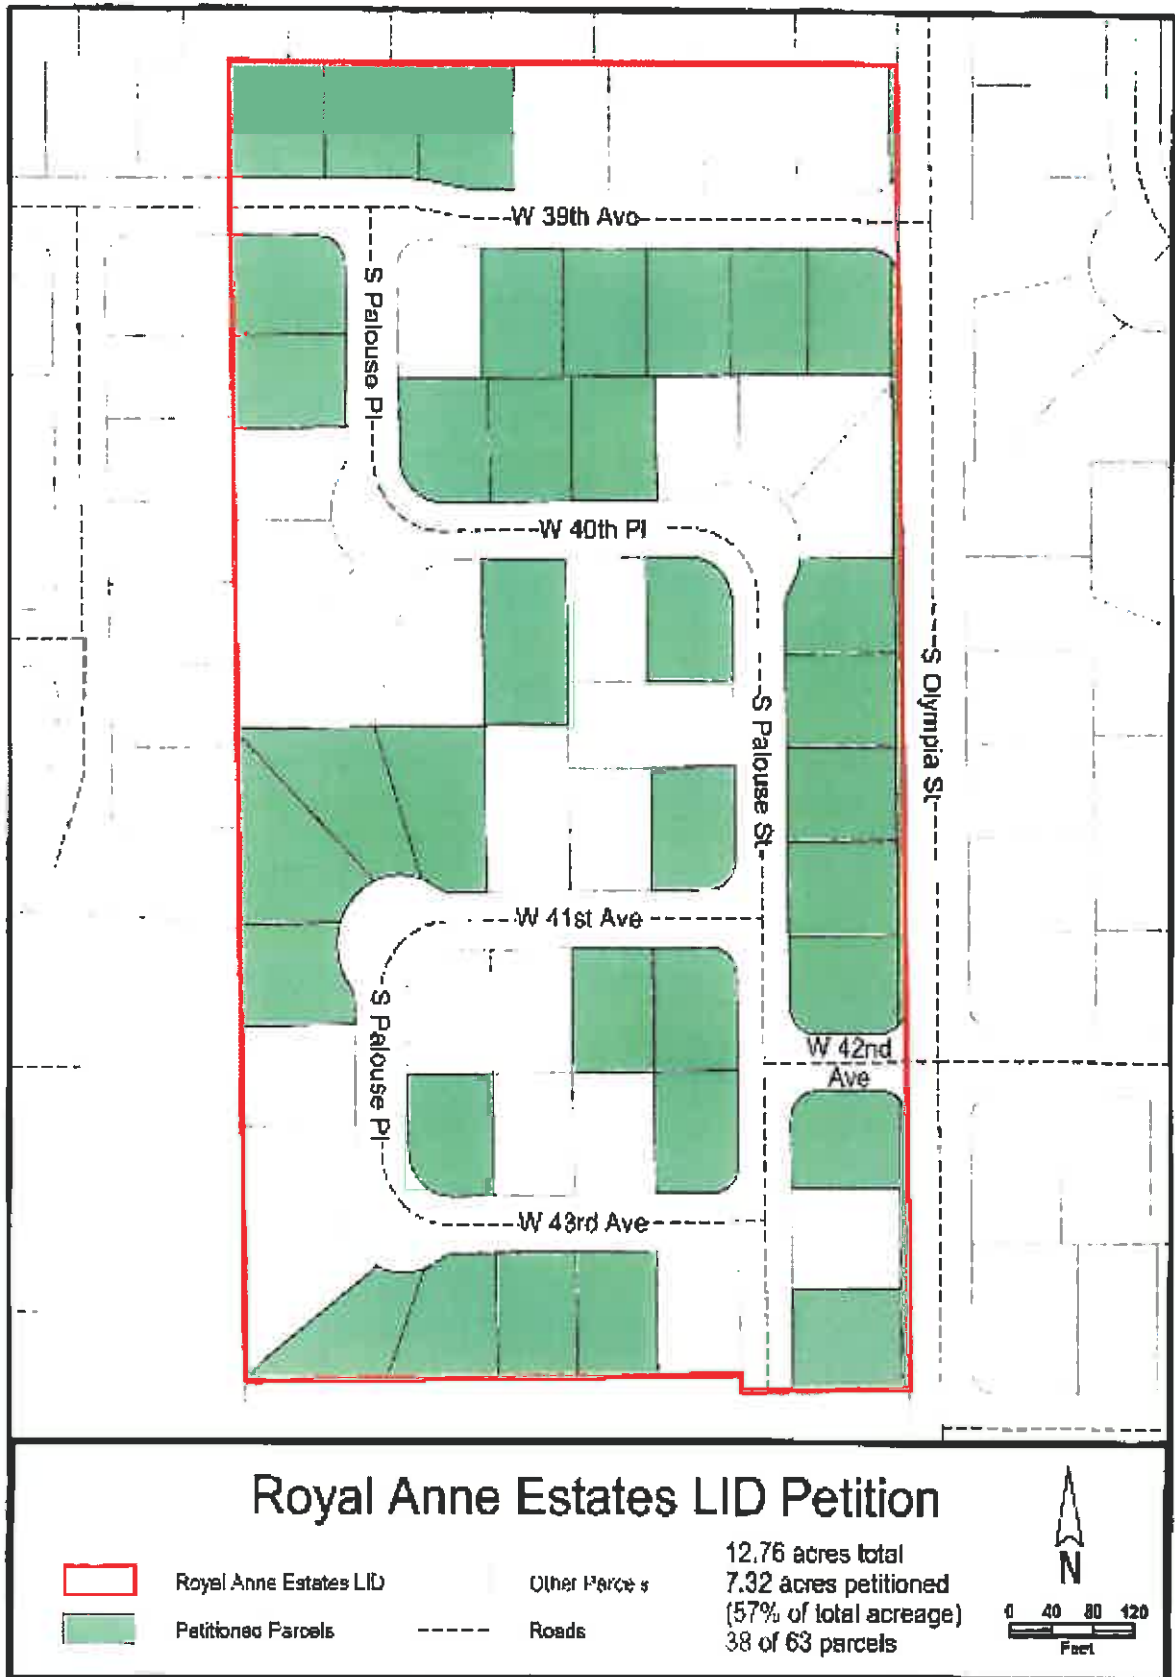 W 39th Ave
S Palouse Pl
W 40th Pl
S Olympia St
S Palouse St
W 41st Ave
S Palouse Pl
W 42nd
Ave
W 43rd Ave
Royal Anne Estates LID Petition
Royal Anne Estates LID
Other Parcels
Petitioned Parcels
Roads
12.76 acres total
7.32 acres petitioned
(57% of total acreage)
38 of 63 parcels
N
0 40 80 120
Feet